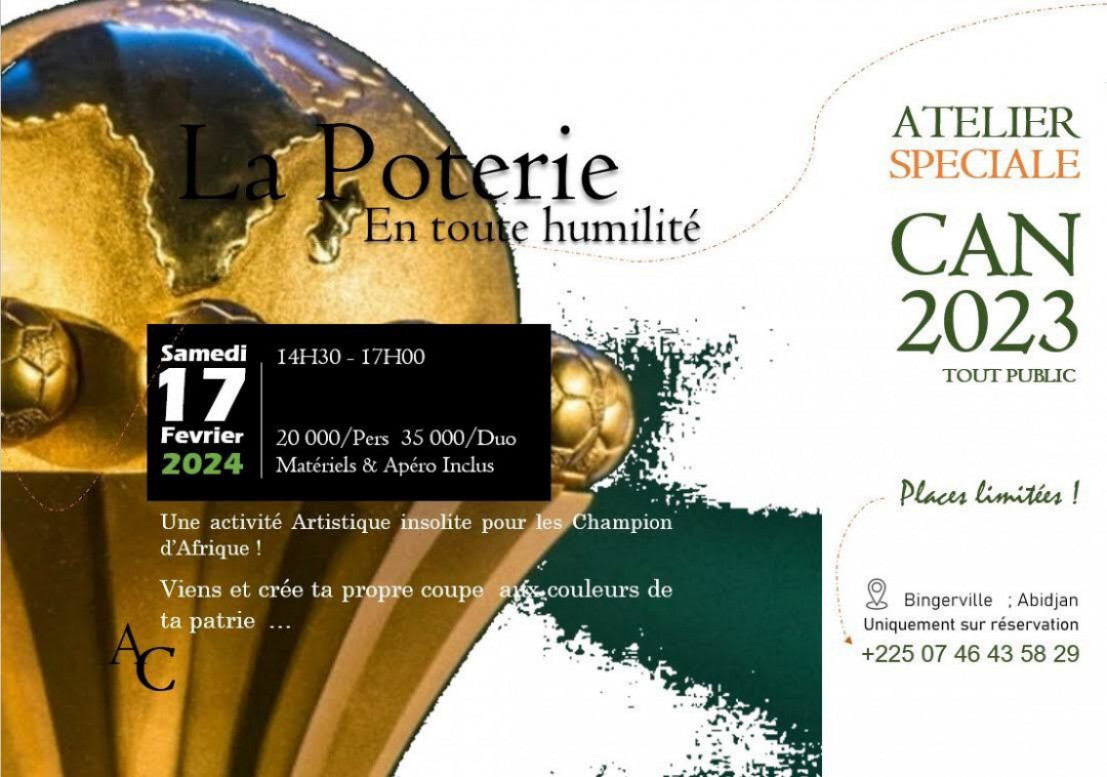 La Poterie
En toute humilité
ATELIER
SPECIALE
CAN
2023
TOUT PUBLIC
Samedi
17
Fevrier
2024
14H30 - 17H00
20 000/Pers 35 000/Duo
Matériels & Apéro Inclus
Une activité Artistique insolite pour les Champion
d’Afrique !
Viens et crée ta propre coupe aux couleurs de
ta patrie …
AC
Places limitées !
Bingerville ; Abidjan
Uniquement sur réservation
+225 07 46 43 58 29